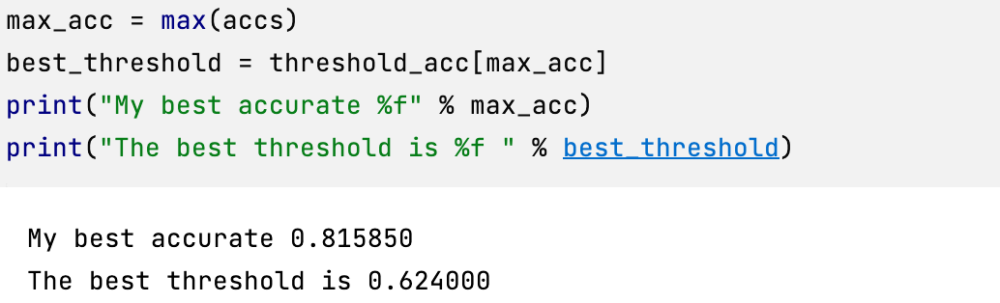 max_acc = max(accs)
best_threshold = threshold_acc[max_acc]
print("My best accurate %f" % max_acc)
print("The best threshold is %f " % best_threshold)
My best accurate 0.815850
The best threshold is 0.624000